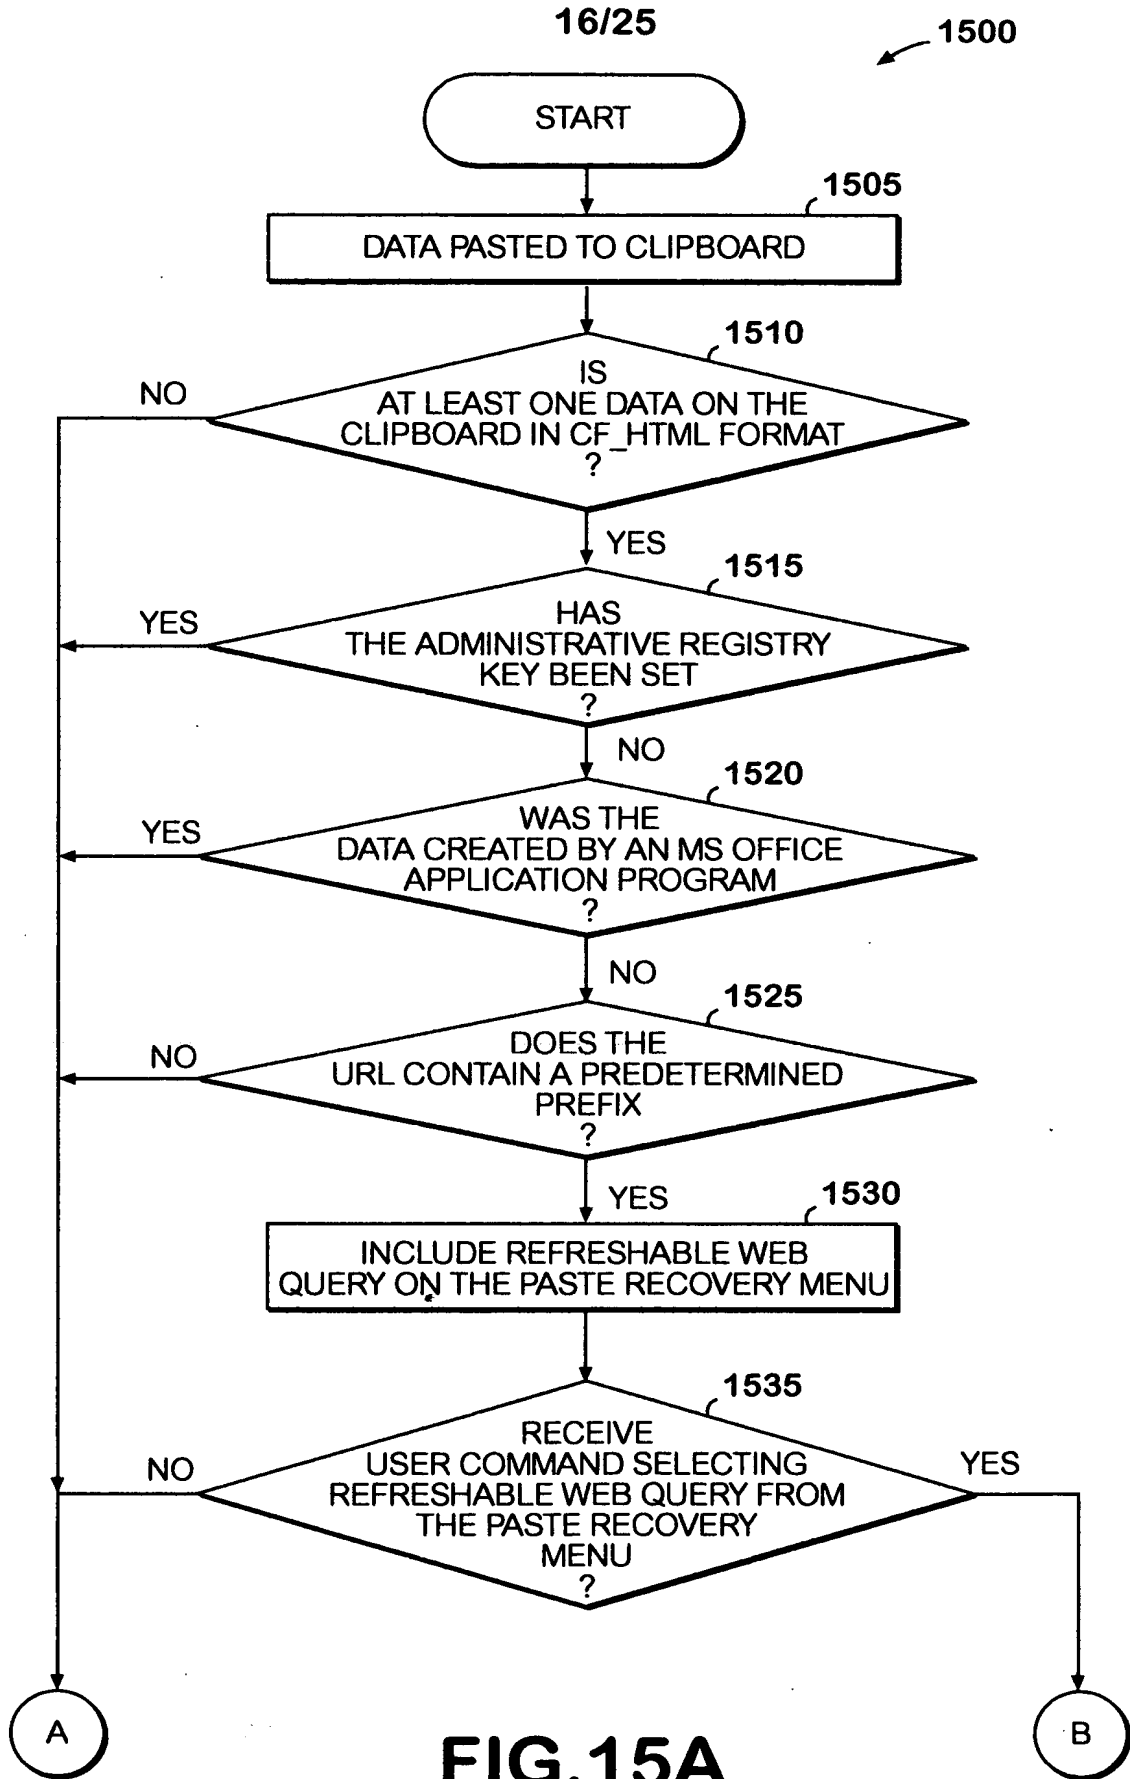 16/25
1500
START
1505
DATA PASTED TO CLIPBOARD
1510
IS
AT LEAST ONE DATA ON THE
CLIPBOARD IN CF_HTML FORMAT
?
NO
YES
1515
HAS
THE ADMINISTRATIVE REGISTRY
KEY BEEN SET
?
YES
NO
1520
WAS THE
DATA CREATED BY AN MS OFFICE
APPLICATION PROGRAM
?
YES
NO
1525
DOES THE
URL CONTAIN A PREDETERMINED
PREFIX
?
NO
YES
1530
INCLUDE REFRESHABLE WEB
QUERY ON THE PASTE RECOVERY MENU
1535
RECEIVE
USER COMMAND SELECTING
REFRESHABLE WEB QUERY FROM
THE PASTE RECOVERY
MENU
?
NO
YES
A
B
FIG.15A